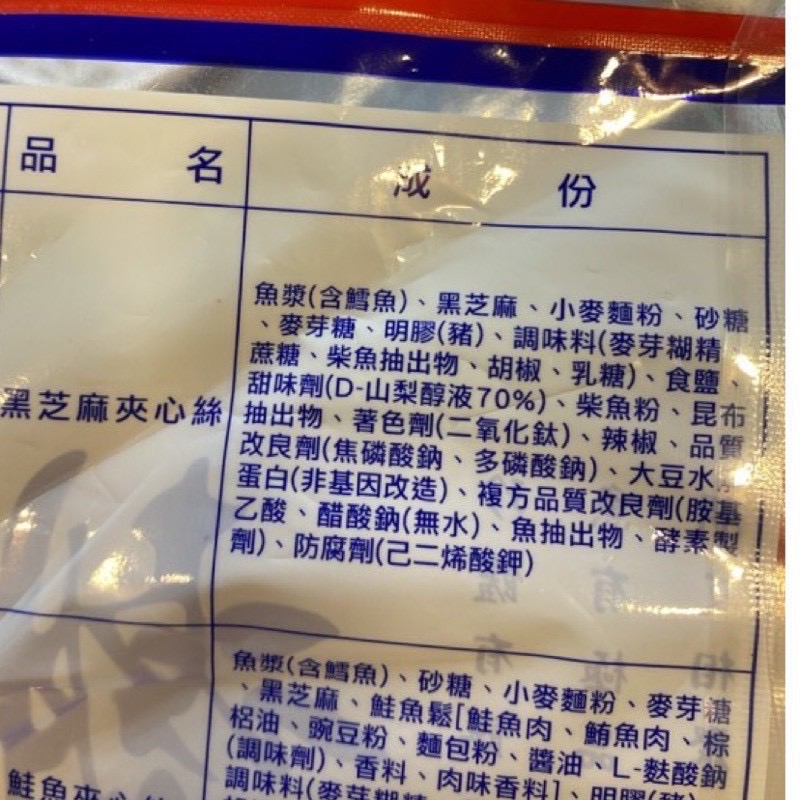 品名
成份
黑芝麻夾心絲
魚漿(含鱈魚)、黑芝麻、小麥麵粉、砂糖
、麥芽糖、明膠(豬)、調味料(麥芽糊精
蔗糖、柴魚抽出物、胡椒、乳糖)、食鹽、
甜味劑(D-山梨醇液70%)、柴魚粉、昆布
抽出物、著色劑(二氧化鈦)、辣椒、品質
改良劑(焦磷酸鈉、多磷酸鈉)、大豆水
蛋白(非基因改造)、複方品質改良劑(胺基
乙酸、醋酸鈉(無水)、魚抽出物、酵素製
劑)、防腐劑(己二烯酸鉀)
鮭魚夾心絲
魚漿(含鱈魚)、砂糖、小麥麵粉、麥芽糖
、黑芝麻、鮭魚鬆[鮭魚肉、鮪魚肉、棕
梠油、豌豆粉、麵包粉、醬油、L-麩酸鈉
(調味劑)、香料、肉味香料]、明膠(豬)
調味料(麥芽糊精